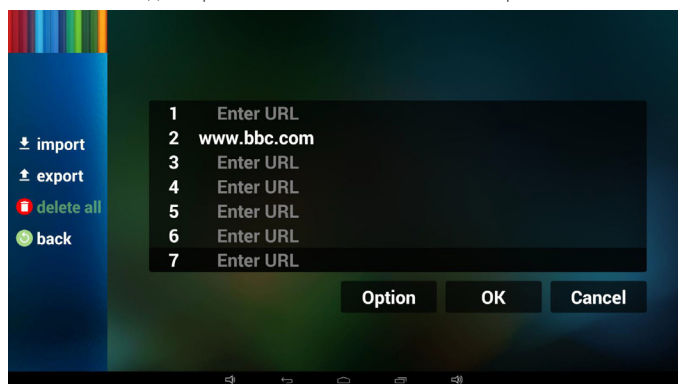 import
export
delete all
back
1 Enter URL
2 www.bbc.com
3 Enter URL
4 Enter URL
5 Enter URL
6 Enter URL
7 Enter URL
Option OK Cancel